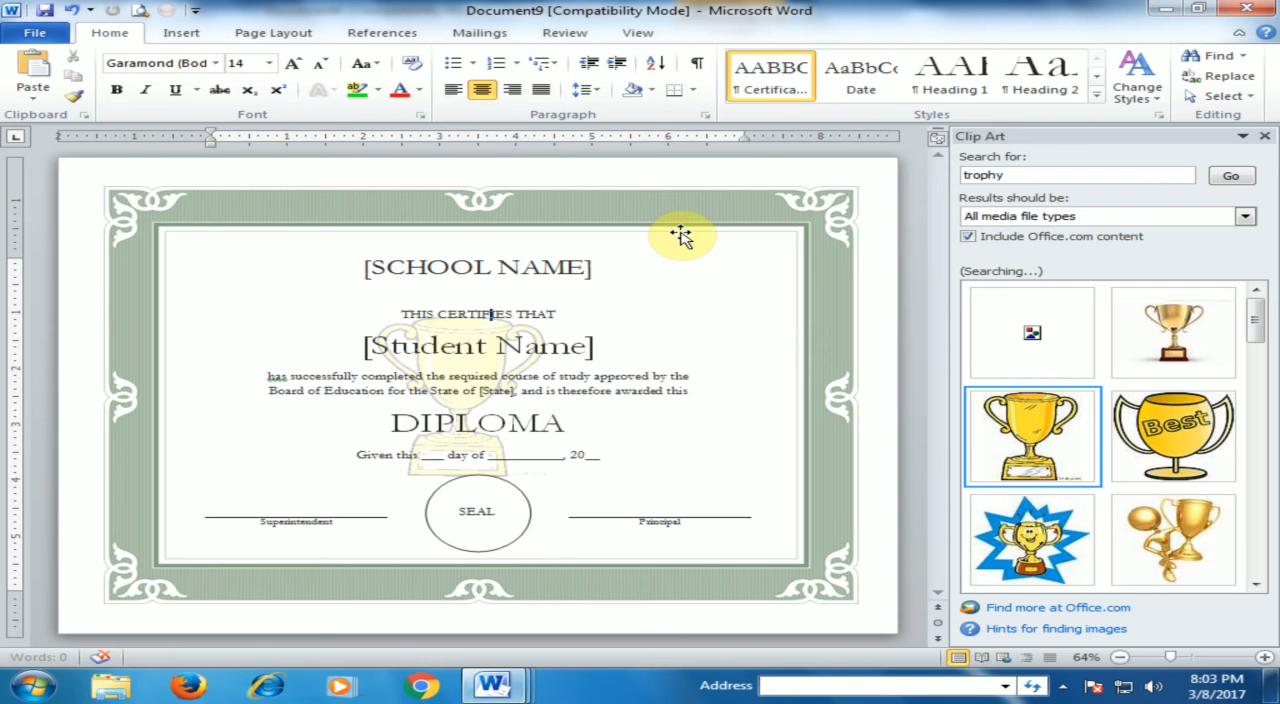 Document9 [Compatibility Mode] - Microsoft Word
File Home Insert Page Layout References Mailings Review View
Paste
Garamond (Bod 14
Clipboard
Font
Paragraph
AABBC
¶ Certifica...
AaBbCc
Date
AAI
¶ Heading 1
Aa.
¶ Heading 2
Change Styles
Styles
Find
Replace
Select
Editing
[SCHOOL NAME]
THIS CERTIFIES THAT
[Student Name]
has successfully completed the required course of study approved by the
Board of Education for the State of [State], and is therefore awarded this
DIPLOMA
Given this ___ day of ___________, 20__
SEAL
Superintendent
Principal
Clip Art
Search for:
trophy
Go
Results should be:
All media file types
Include Office.com content
(Searching...)
Best
Find more at Office.com
Hints for finding images
Words: 0
64%
Address
8:03 PM
3/8/2017